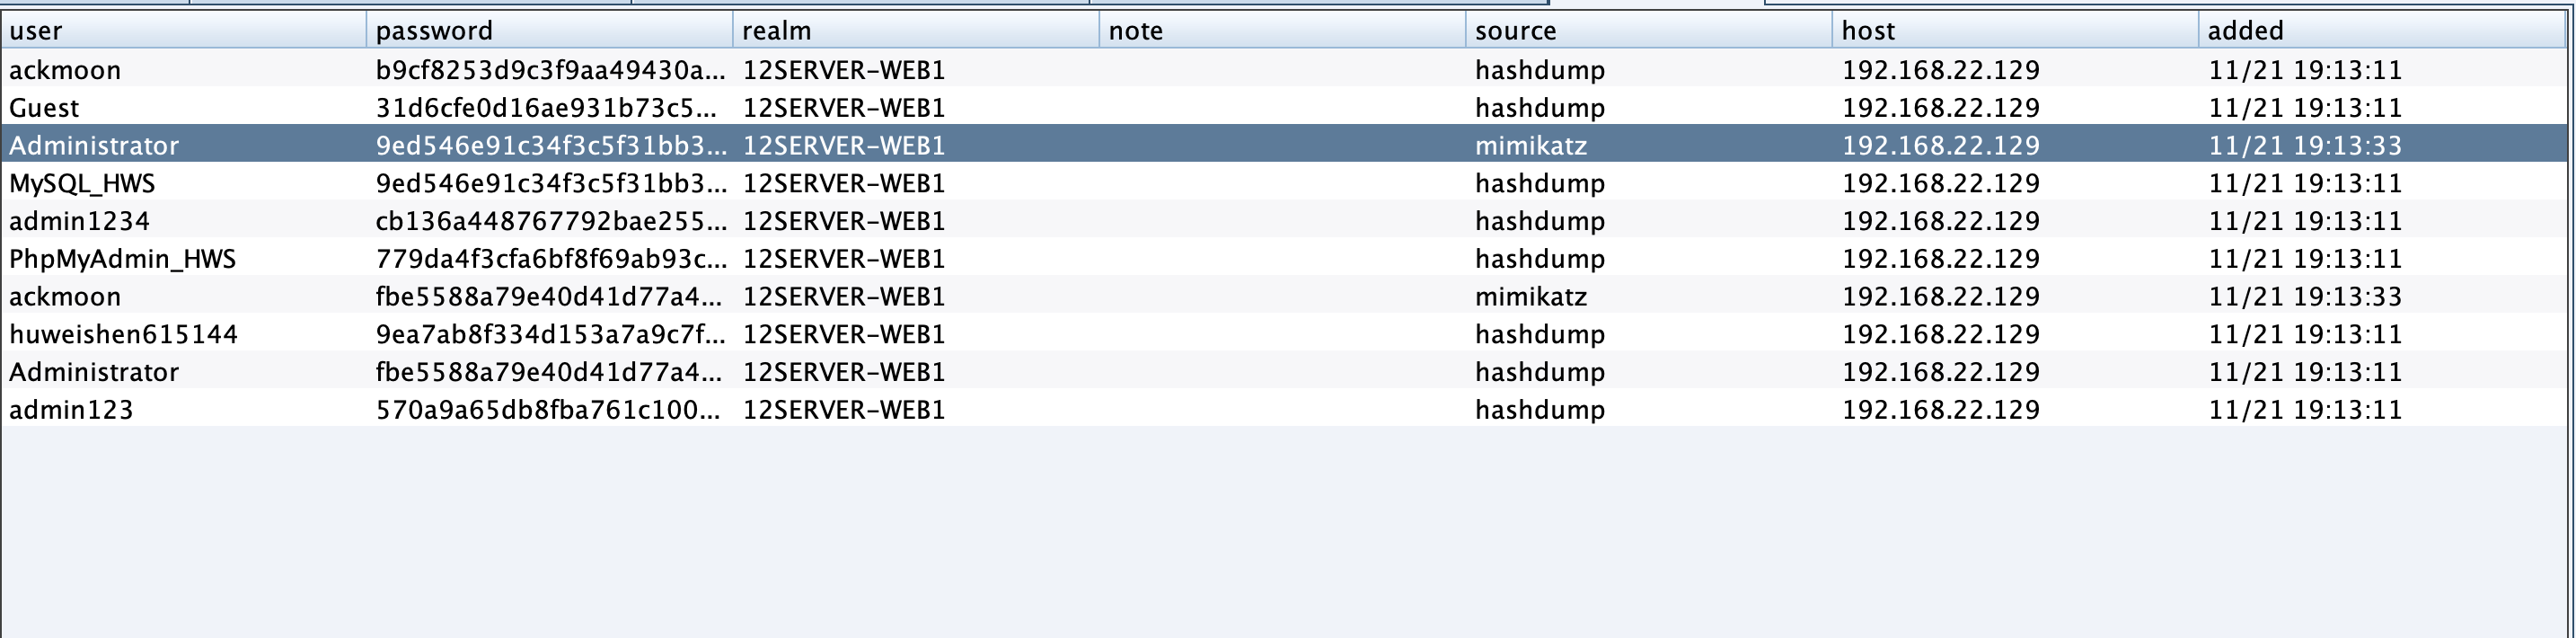 user password realm note source host added
ackmoon b9cf8253d9c3f9aa49430a... 12SERVER-WEB1 hashdump 192.168.22.129 11/21 19:13:11
Guest 31d6cfe0d16ae931b73c5... 12SERVER-WEB1 hashdump 192.168.22.129 11/21 19:13:11
Administrator 9ed546e91c34f3c5f31bb3... 12SERVER-WEB1 mimikatz 192.168.22.129 11/21 19:13:33
MySQL_HWS 9ed546e91c34f3c5f31bb3... 12SERVER-WEB1 hashdump 192.168.22.129 11/21 19:13:11
admin1234 cb136a448767792bae255... 12SERVER-WEB1 hashdump 192.168.22.129 11/21 19:13:11
PhpMyAdmin_HWS 779da4f3cfa6bf8f69ab93c... 12SERVER-WEB1 hashdump 192.168.22.129 11/21 19:13:11
ackmoon fbe5588a79e40d41d77a4... 12SERVER-WEB1 mimikatz 192.168.22.129 11/21 19:13:33
huweishen615144 9ea7ab8f334d153a7a9c7f... 12SERVER-WEB1 hashdump 192.168.22.129 11/21 19:13:11
Administrator fbe5588a79e40d41d77a4... 12SERVER-WEB1 hashdump 192.168.22.129 11/21 19:13:11
admin123 570a9a65db8fba761c100... 12SERVER-WEB1 hashdump 192.168.22.129 11/21 19:13:11